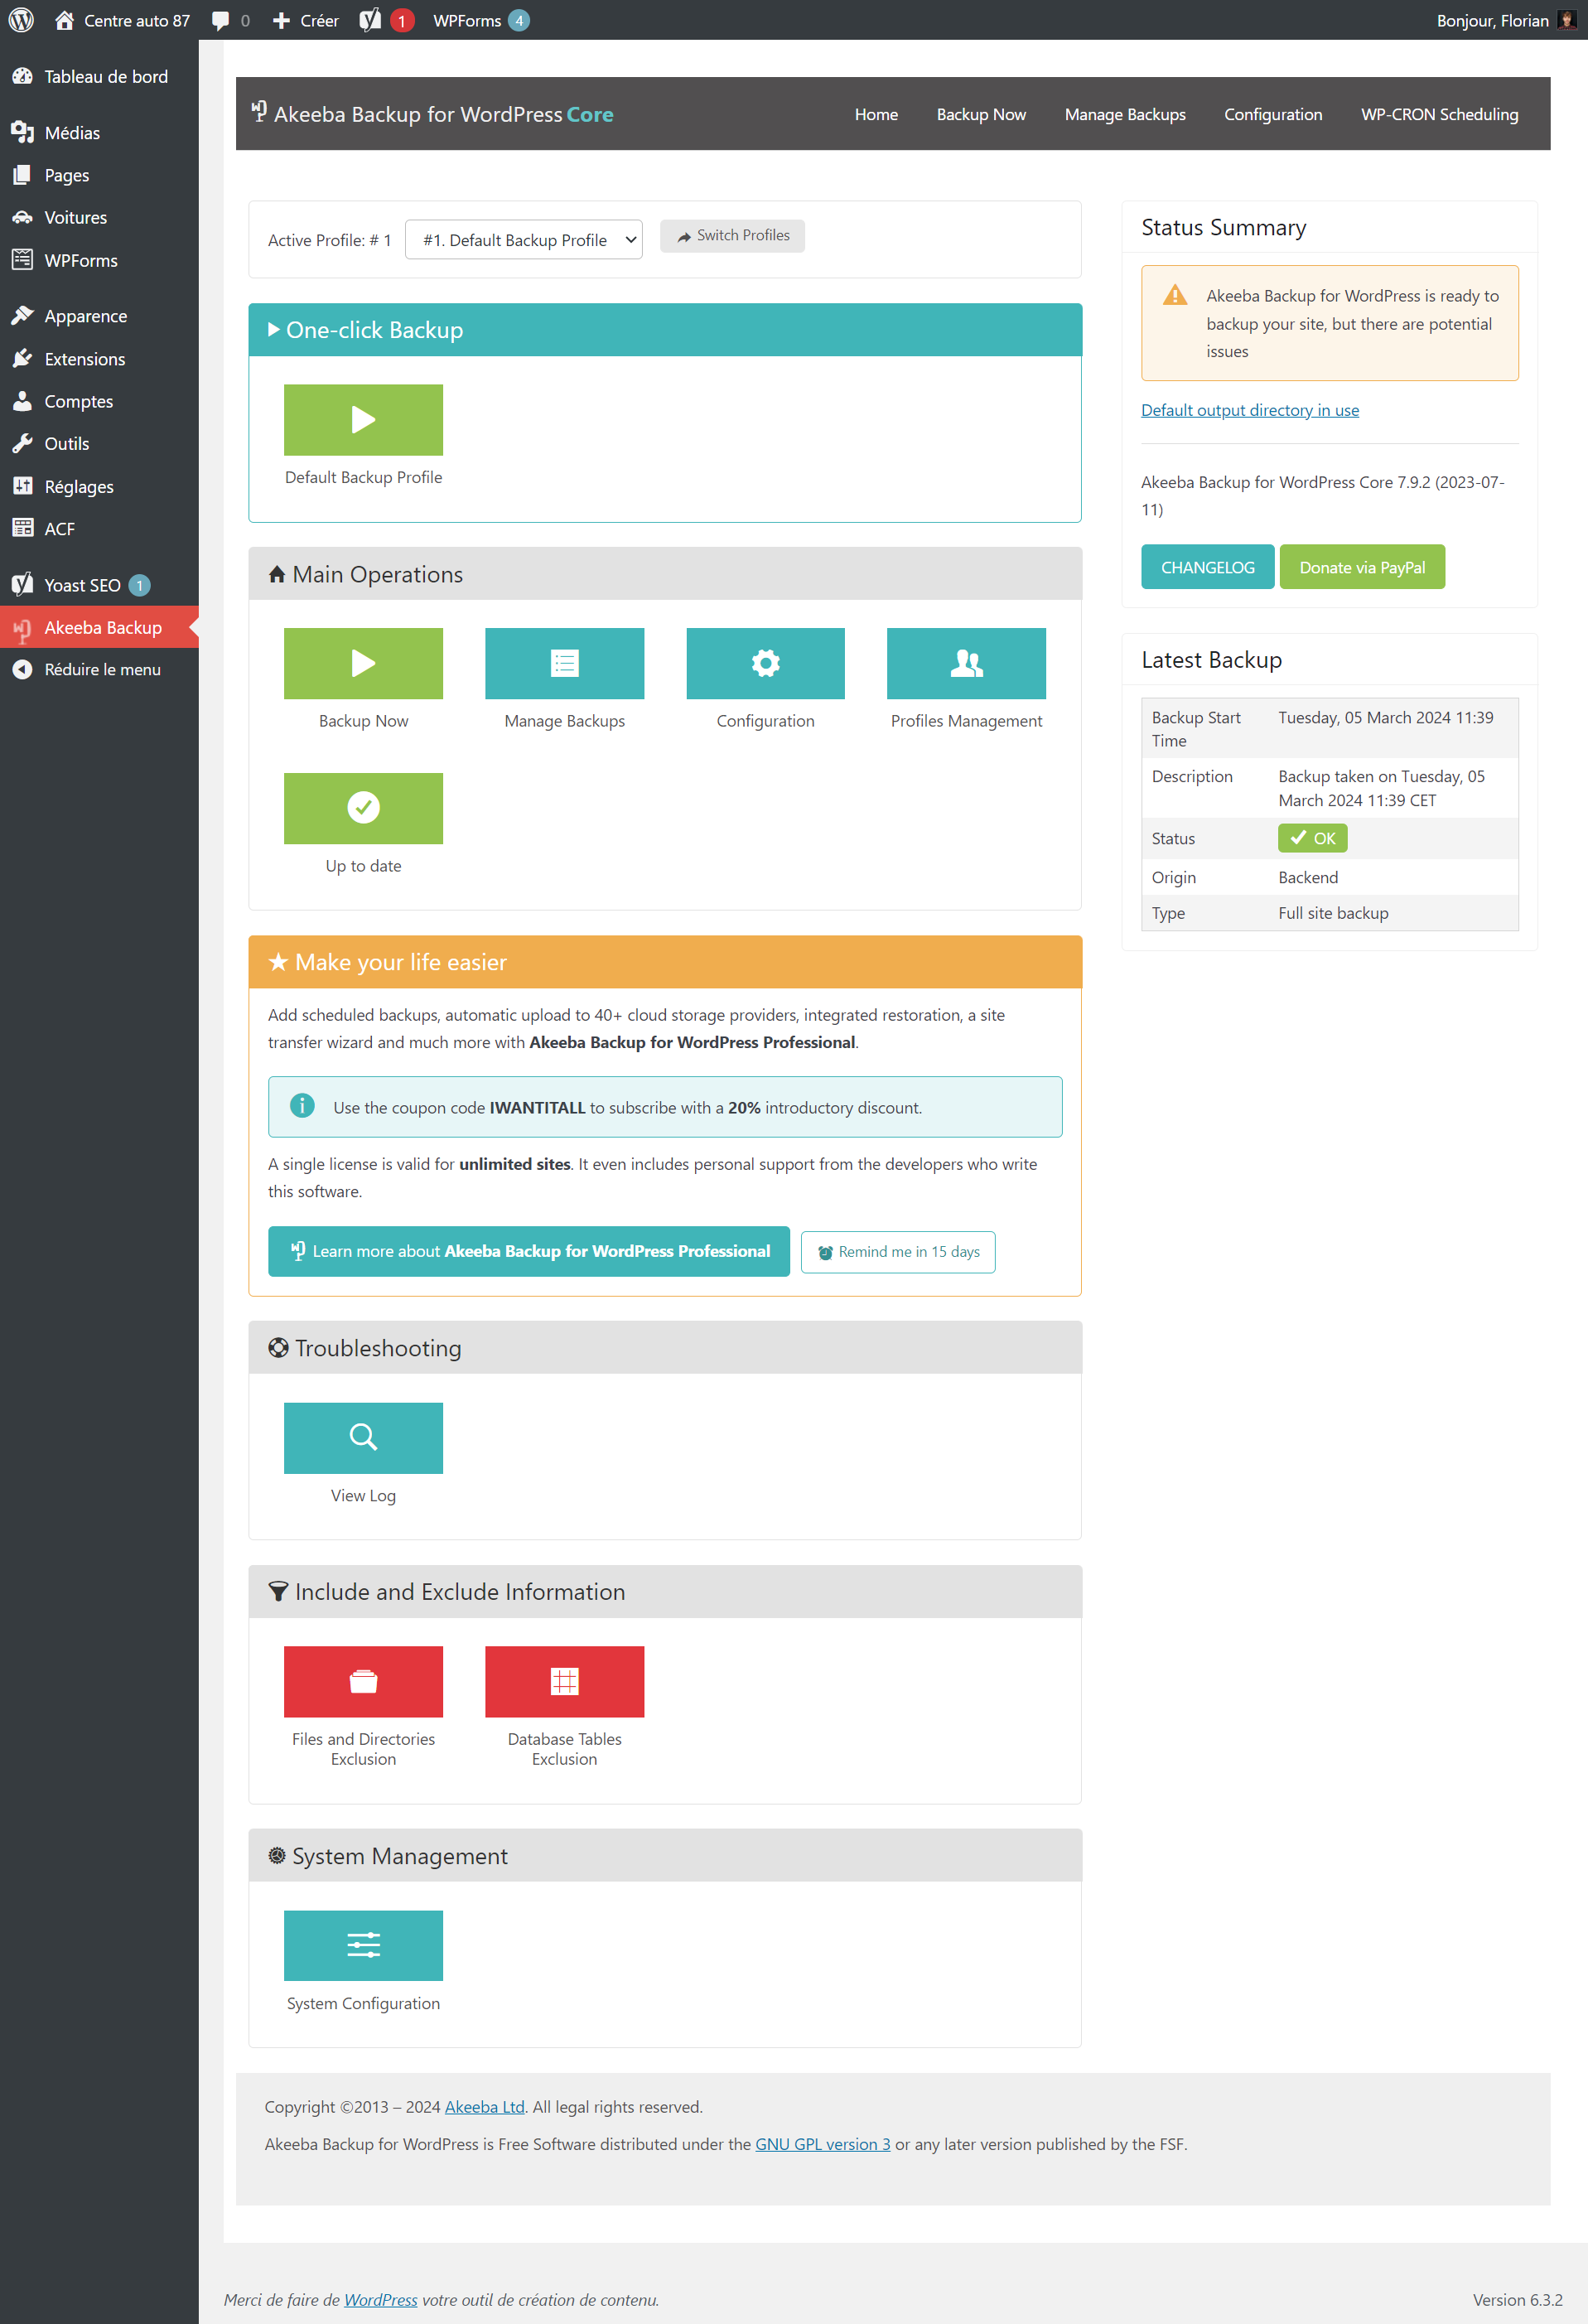 Centre auto 87
0
Créer
1
WPForms 4
Bonjour, Florian
Tableau de bord
Médias
Pages
Voitures
WPForms
Apparence
Extensions
Comptes
Outils
Réglages
ACF
Yoast SEO 1
Akeeba Backup
Réduire le menu
Akeeba Backup for WordPress Core
Home
Backup Now
Manage Backups
Configuration
WP-CRON Scheduling
Active Profile: # 1
#1. Default Backup Profile
Switch Profiles
One-click Backup
Default Backup Profile
Main Operations
Backup Now
Manage Backups
Configuration
Profiles Management
Up to date
Make your life easier
Add scheduled backups, automatic upload to 40+ cloud storage providers, integrated restoration, a site
transfer wizard and much more with Akeeba Backup for WordPress Professional.
Use the coupon code IWANTITALL to subscribe with a 20% introductory discount.
A single license is valid for unlimited sites. It even includes personal support from the developers who write
this software.
Learn more about Akeeba Backup for WordPress Professional
Remind me in 15 days
Troubleshooting
View Log
Include and Exclude Information
Files and Directories
Exclusion
Database Tables
Exclusion
System Management
System Configuration
Status Summary
Akeeba Backup for WordPress is ready to
backup your site, but there are potential
issues
Default output directory in use
Akeeba Backup for WordPress Core 7.9.2 (2023-07-
11)
CHANGELOG
Donate via PayPal
Latest Backup
Backup Start
Time
Tuesday, 05 March 2024 11:39
Description
Backup taken on Tuesday, 05
March 2024 11:39 CET
Status
OK
Origin
Backend
Type
Full site backup
Copyright ©2013 – 2024 Akeeba Ltd. All legal rights reserved.
Akeeba Backup for WordPress is Free Software distributed under the GNU GPL version 3 or any later version published by the FSF.
Merci de faire de WordPress votre outil de création de contenu.
Version 6.3.2